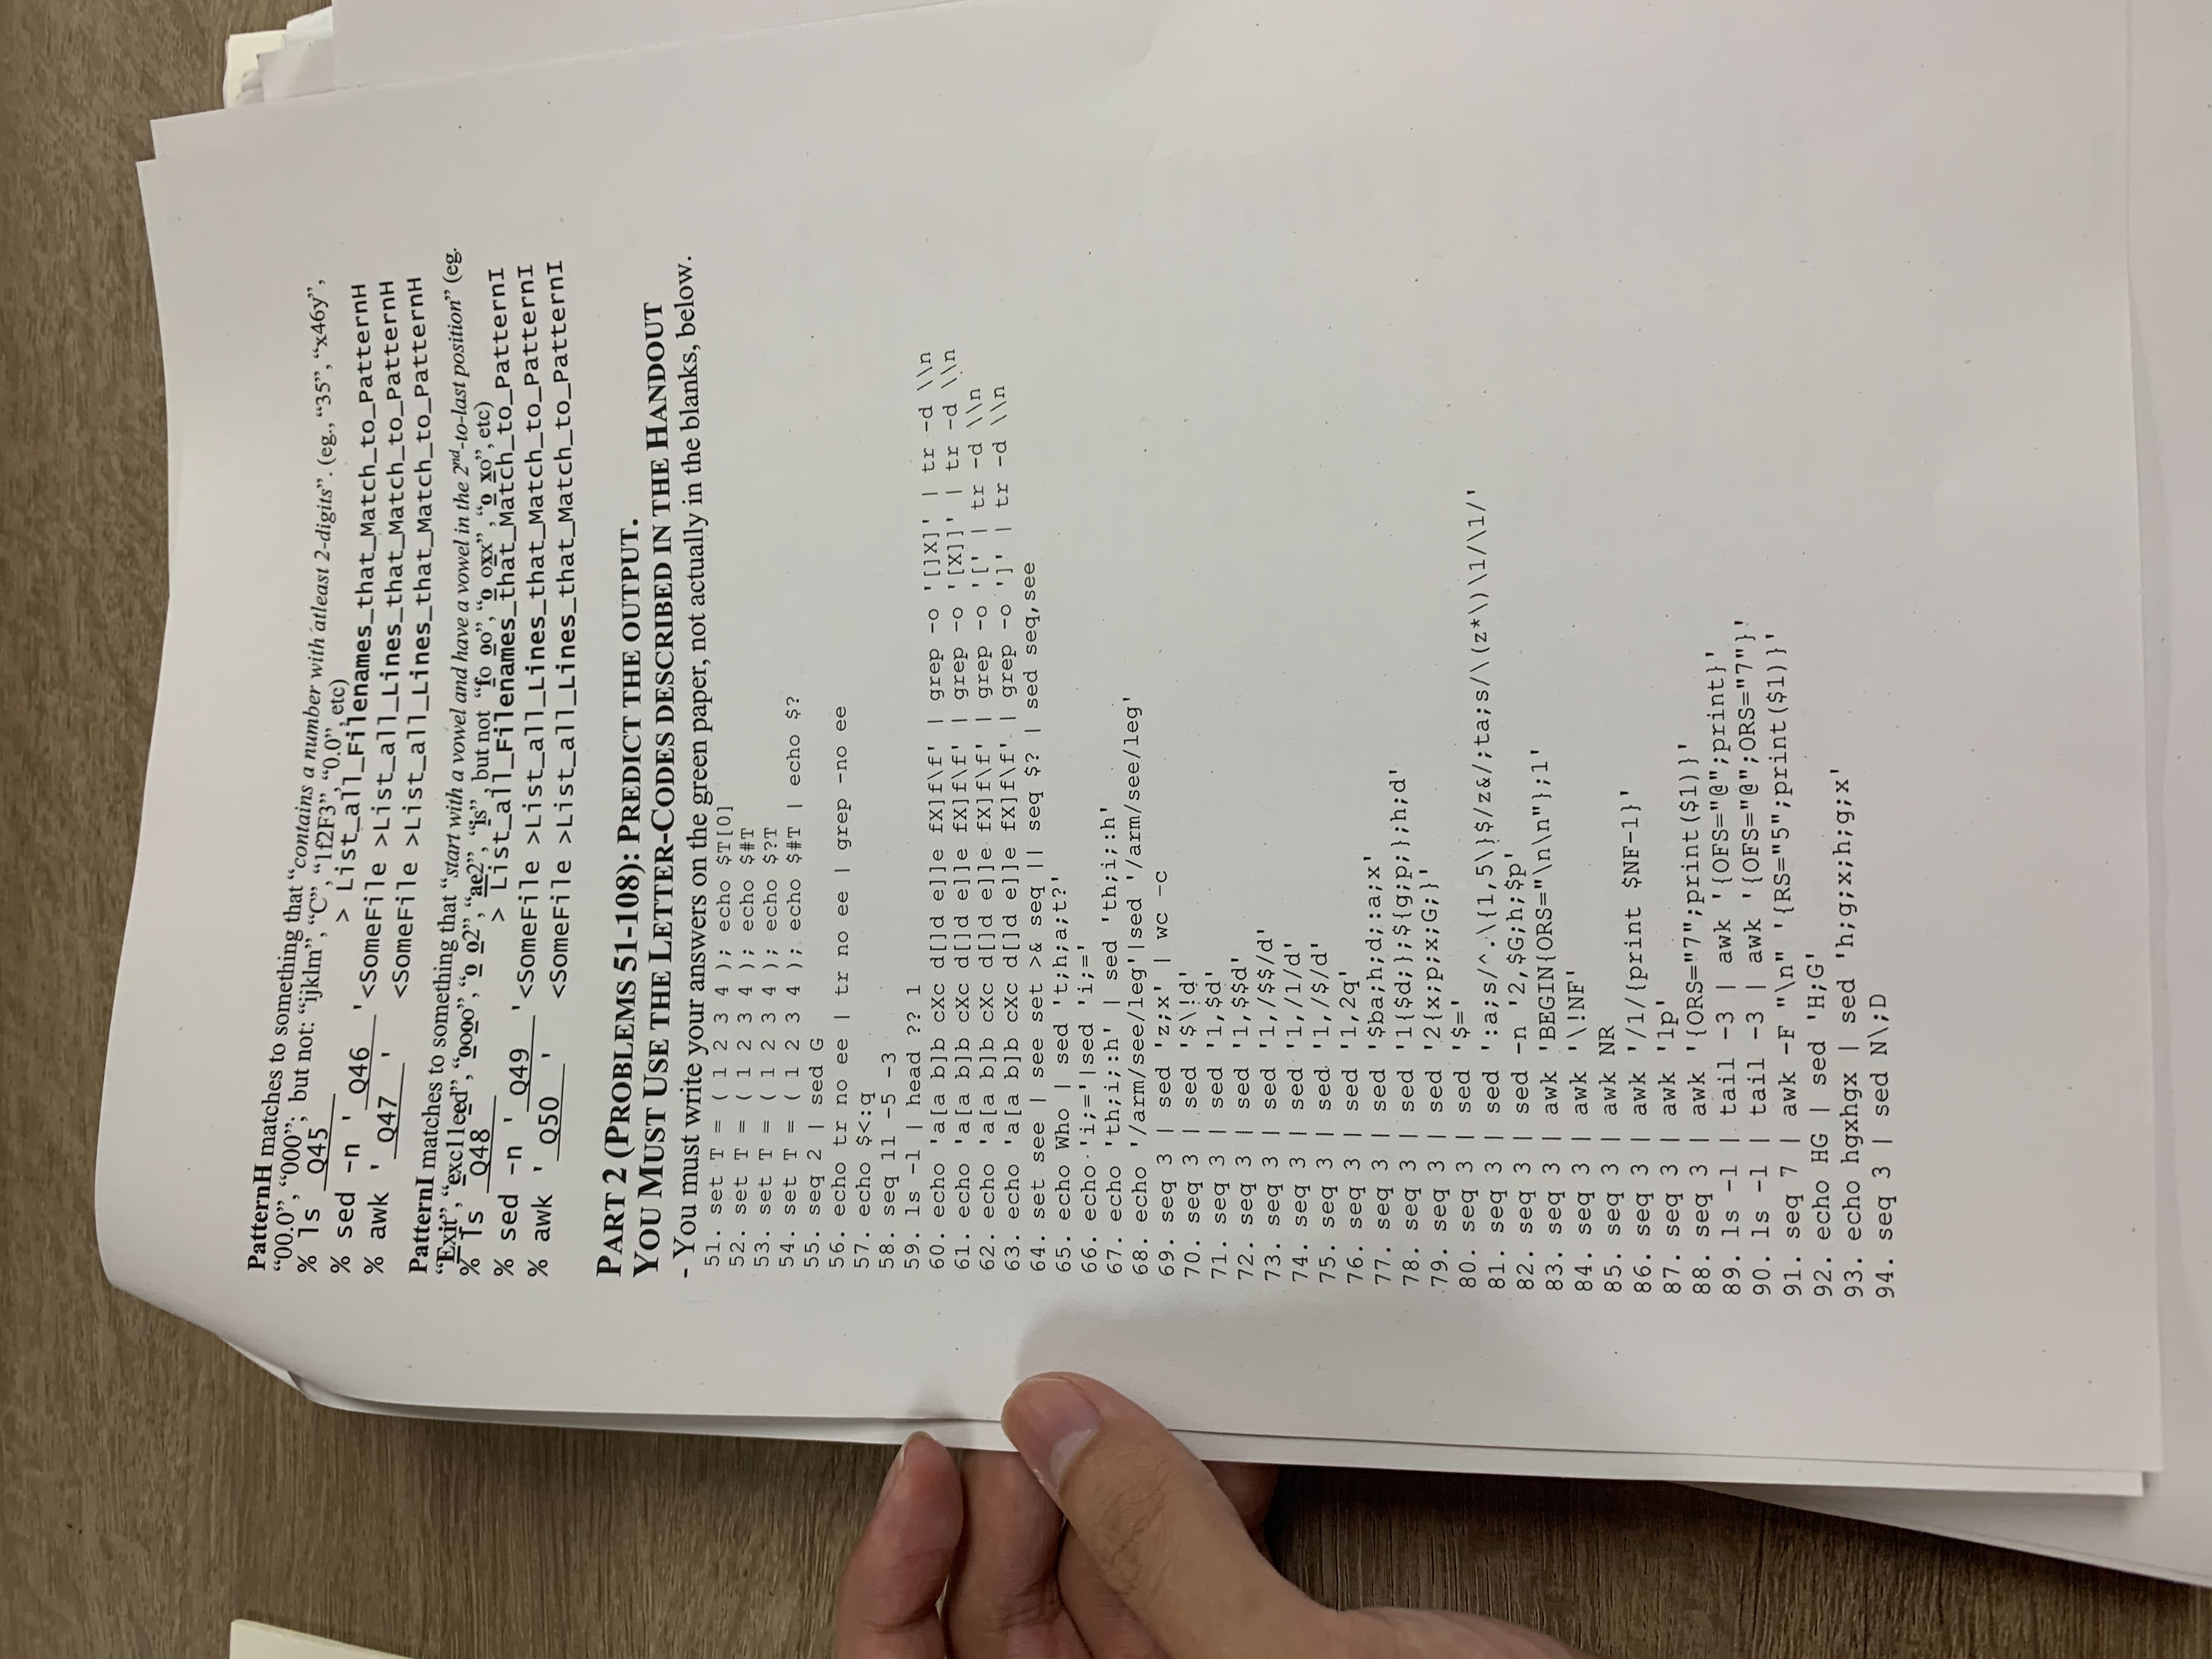 PatternH matches to something that “contains a number with atleast 2-digits”. (eg., “35”, “x46y”,
“00.0”, “000”; but not: “ijklm”, “C”, “1f2F3”, “0.0”, etc)
% ls _Q45___ > List_all_Filenames_that_Match_to_PatternH
% sed -n '_Q46__'<SomeFile >List_all_Lines_that_Match_to_PatternH
% awk '_Q47__' <SomeFile >List_all_Lines_that_Match_to_PatternH
PatternI matches to something that “start with a vowel and have a vowel in the 2nd-to-last position” (eg.
“Exit”, “exc1leed”, “oooo”, “o o2”, “ae2”, “is”, but not “fo oo”, “o oxx” , “o xo”, etc)
% ls _Q48___ > List_all_Filenames_that_Match_to_PatternI
% sed -n '_Q49__'<SomeFile >List_all_Lines_that_Match_to_PatternI
% awk '_Q50__' <SomeFile >List_all_Lines_that_Match_to_PatternI
PART 2 (PROBLEMS 51-108): PREDICT THE OUTPUT.
YOU MUST USE THE LETTER-CODES DESCRIBED IN THE HANDOUT
- You must write your answers on the green paper, not actually in the blanks, below.
51. set T = ( 1 2 3 4 ); echo $T[0]
52. set T = ( 1 2 3 4 ); echo $#T
53. set T = ( 1 2 3 4 ); echo $?T
54. set T = ( 1 2 3 4 ); echo $#T | echo $?
55. seq 2 | sed G
56. echo tr no ee | tr no ee | grep -no ee
57. echo $<:q
58. seq 11 -5 -3
59. ls -l | head ?? 1
60. echo 'a[a b]b cXc d[]d e]]e fX]f\f' | grep -o '[]X]' | tr -d \\n
61. echo 'a[a b]b cXc d[]d e]]e fX]f\f' | grep -o '[X]]' | tr -d \\n
62. echo 'a[a b]b cXc d[]d e]]e fX]f\f' | grep -o '[' | tr -d \\n
63. echo 'a[a b]b cXc d[]d e]]e fX]f\f' | grep -o ']' | tr -d \\n
64. set see | see set >& seq || seq $? | sed seq,see
65. echo Who | sed 't;h;a;t?'
66. echo 'i;='|sed 'i;='
67. echo 'th;i;:h' | sed 'th;i;:h'
68. echo '/arm/see/leg'|sed '/arm/see/leg'
69. seq 3 | sed 'z;x' | wc -c
70. seq 3 | sed '$\!d'
71. seq 3 | sed '1,$d'
72. seq 3 | sed '1,$$d'
73. seq 3 | sed '1,/$$/d'
74. seq 3 | sed '1,/1/d'
75. seq 3 | sed '1,/$/d'
76. seq 3 | sed '1,2q'
77. seq 3 | sed '$ba;h;d;:a;x'
78. seq 3 | sed '1{$d;};${g;p;};h;d'
79. seq 3 | sed '2{x;p;x;G;}'
80. seq 3 | sed '$='
81. seq 3 | sed ':a;s/^.\{1,5\}$/z&/;ta;s/\(z*\)\1/\1/'
82. seq 3 | sed -n '2,$G;h;$p'
83. seq 3 | awk 'BEGIN{ORS="\n\n"};1'
84. seq 3 | awk '\!NF'
85. seq 3 | awk NR
86. seq 3 | awk '/1/{print $NF-1}'
87. seq 3 | awk '1p'
88. seq 3 | awk '{ORS="7";print($1)}'
89. ls -l | tail -3 | awk '{OFS="@";print}'
90. ls -l | tail -3 | awk '{OFS="@";ORS="7"}'
91. seq 7 | awk -F "\n" '{RS="5";print($1)}'
92. echo HG | sed 'H;G'
93. echo hgxhgx | sed 'h;g;x;h;g;x'
94. seq 3 | sed N\;D